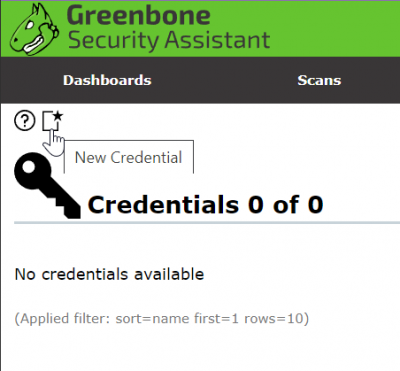 Greenbone
Security Assistant
Dashboards
Scans
?
New Credential
Credentials 0 of 0
No credentials available
(Applied filter: sort=name first=1 rows=10)